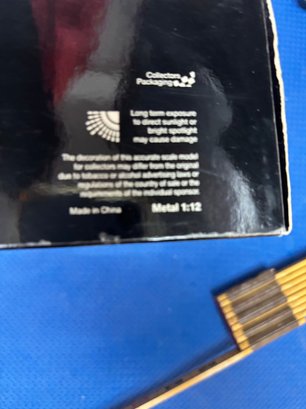 Collectors
Packaging
Long term exposure
to direct sunlight or
bright spotlight
may cause damage
The decoration of this accurate scale model
for collectors may differ from the original
due to tobacco or alcohol advertising laws or
regulations of the country of sale or the
requirements of the individual sponsor.
Made in China
Metal 1:12